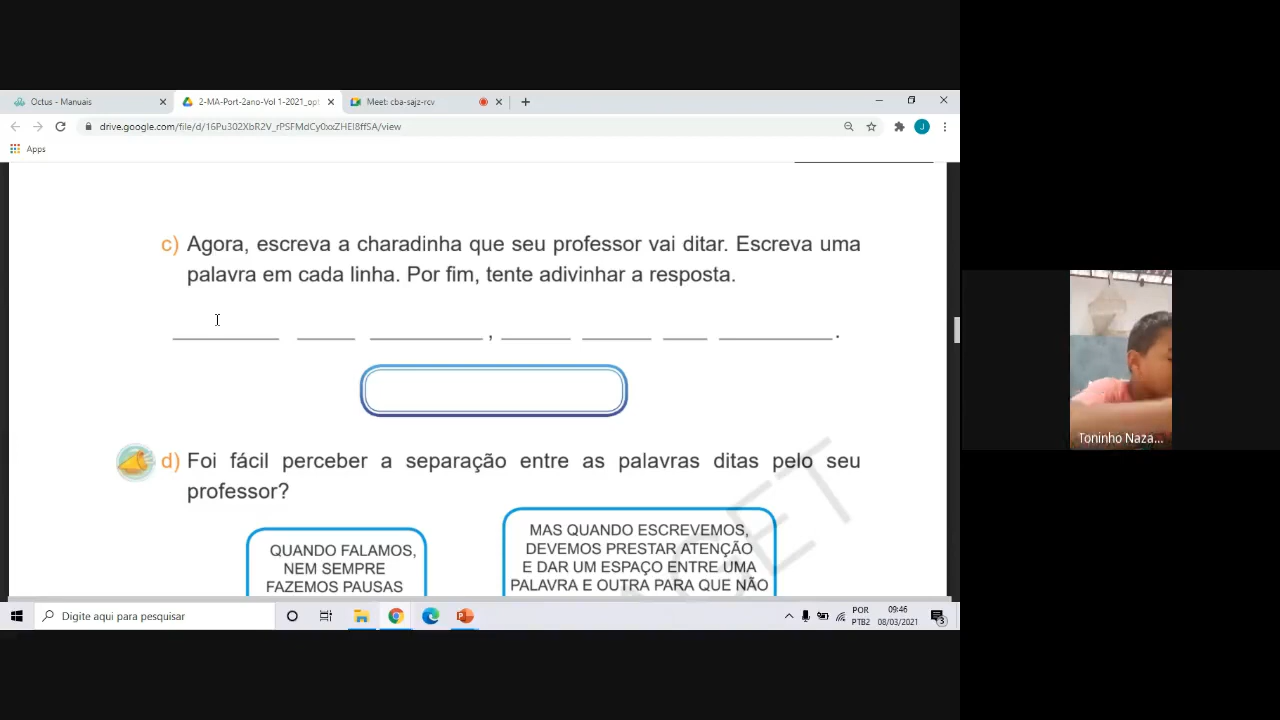 Octus - Manuais
2-MA-Port-2ano-Vol 1-2021_opt
Meet: cba-sajz-rcv
drive.google.com/file/d/16Pu302XbR2V_rPSFMdCy0xxZHEI8ffSA/view
Apps
c) Agora, escreva a charadinha que seu professor vai ditar. Escreva uma
palavra em cada linha. Por fim, tente adivinhar a resposta.
, .
d) Foi fácil perceber a separação entre as palavras ditas pelo seu
professor?
QUANDO FALAMOS,
NEM SEMPRE
FAZEMOS PAUSAS
MAS QUANDO ESCREVEMOS,
DEVEMOS PRESTAR ATENÇÃO
E DAR UM ESPAÇO ENTRE UMA
PALAVRA E OUTRA PARA QUE NÃO
Toninho Naza...
Digite aqui para pesquisar
POR
PTB2
09:46
08/03/2021
3